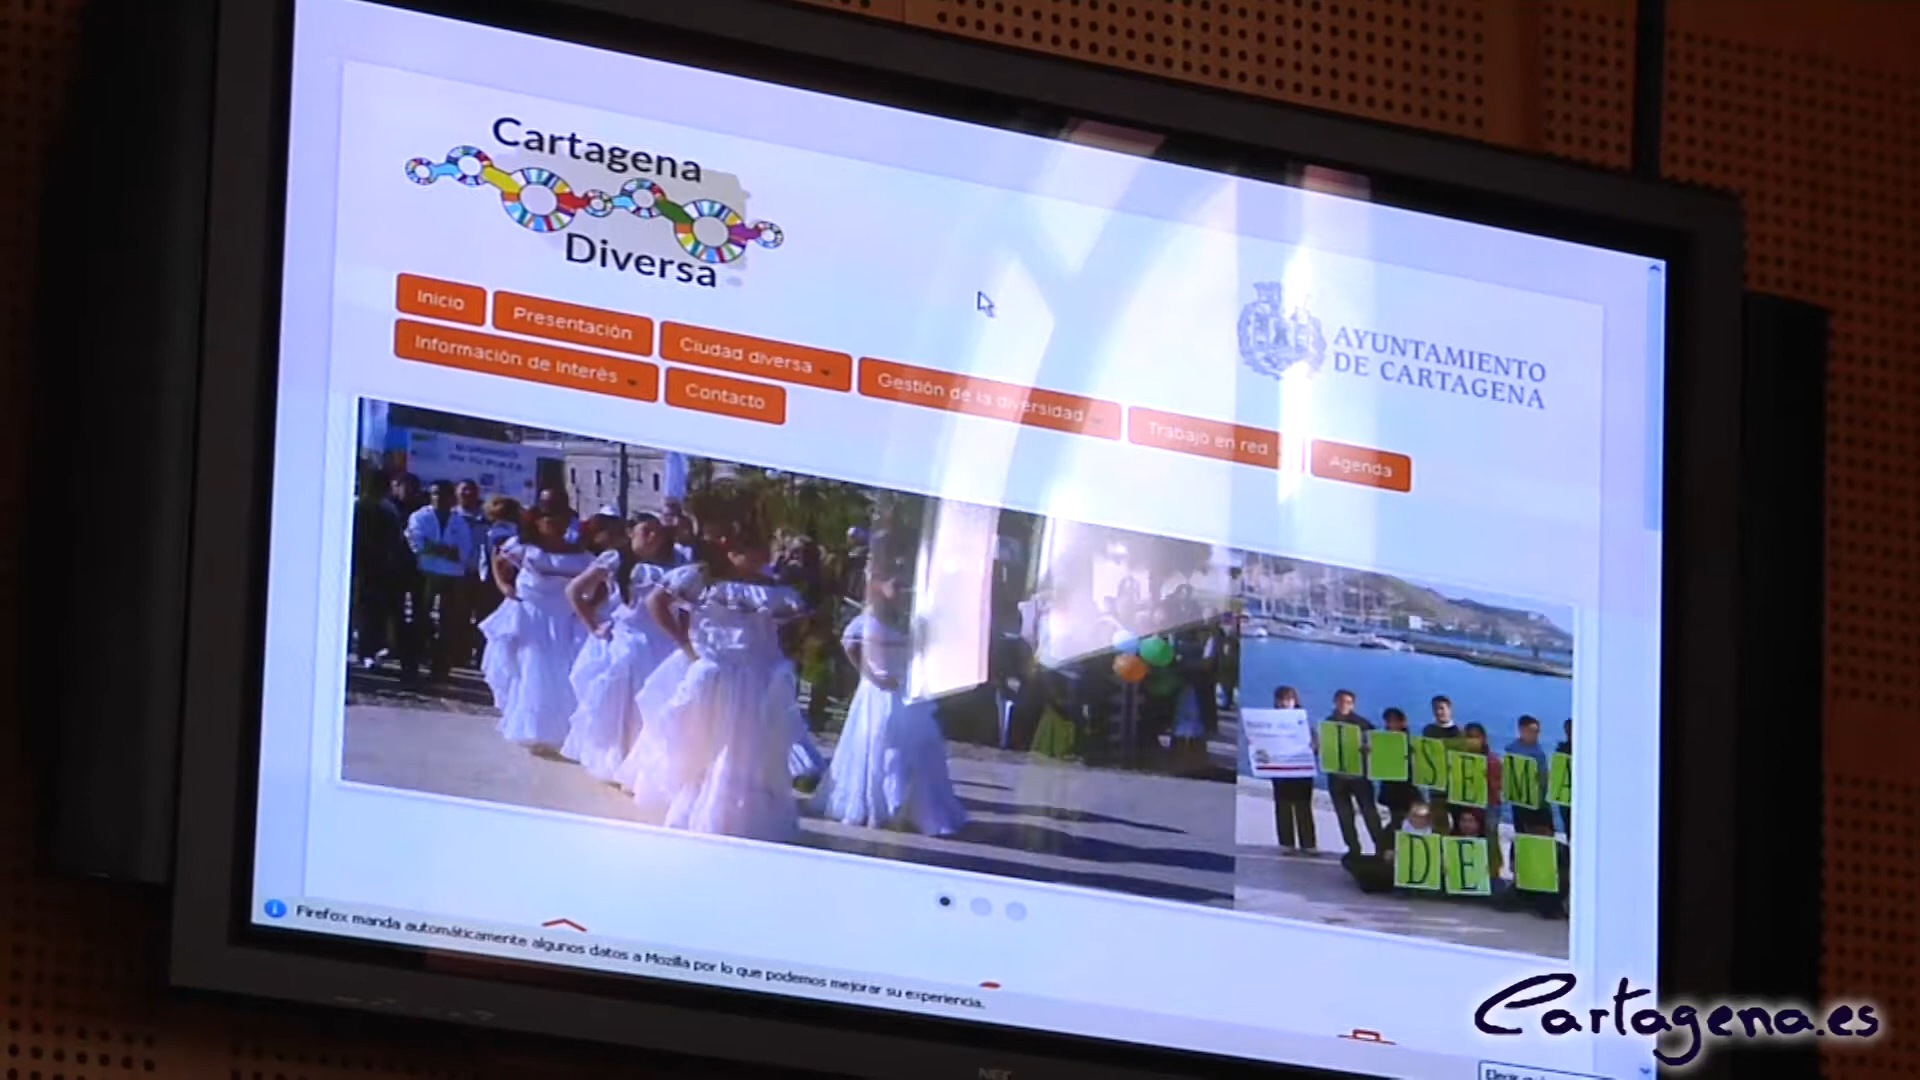 Cartagena
Diversa
AYUNTAMIENTO
DE CARTAGENA
Inicio
Presentación
Ciudad diversa
Gestión de la diversidad
Trabajo en red
Agenda
Información de interés
Contacto
I SEMA
DE
Firefox manda automáticamente algunos datos a Mozilla por lo que podemos mejorar su experiencia.
Cartagena.es
NEC